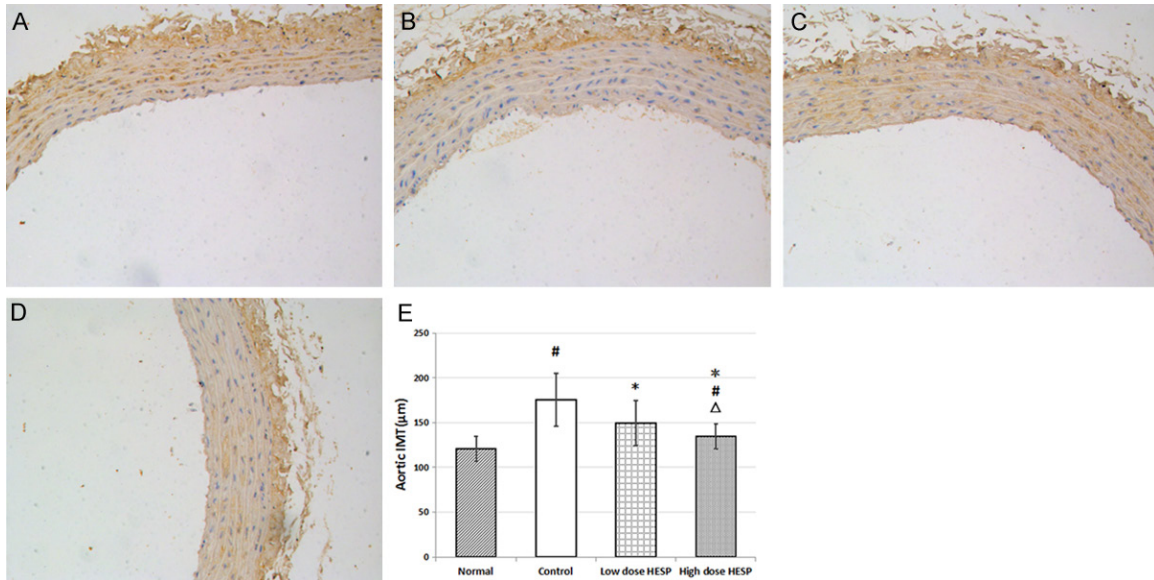 A
B
C
D
E
Aortic IMT(μm)
250
200
150
100
50
0
#
*
*
#
△
Normal
Control
Low dose HESP
High dose HESP